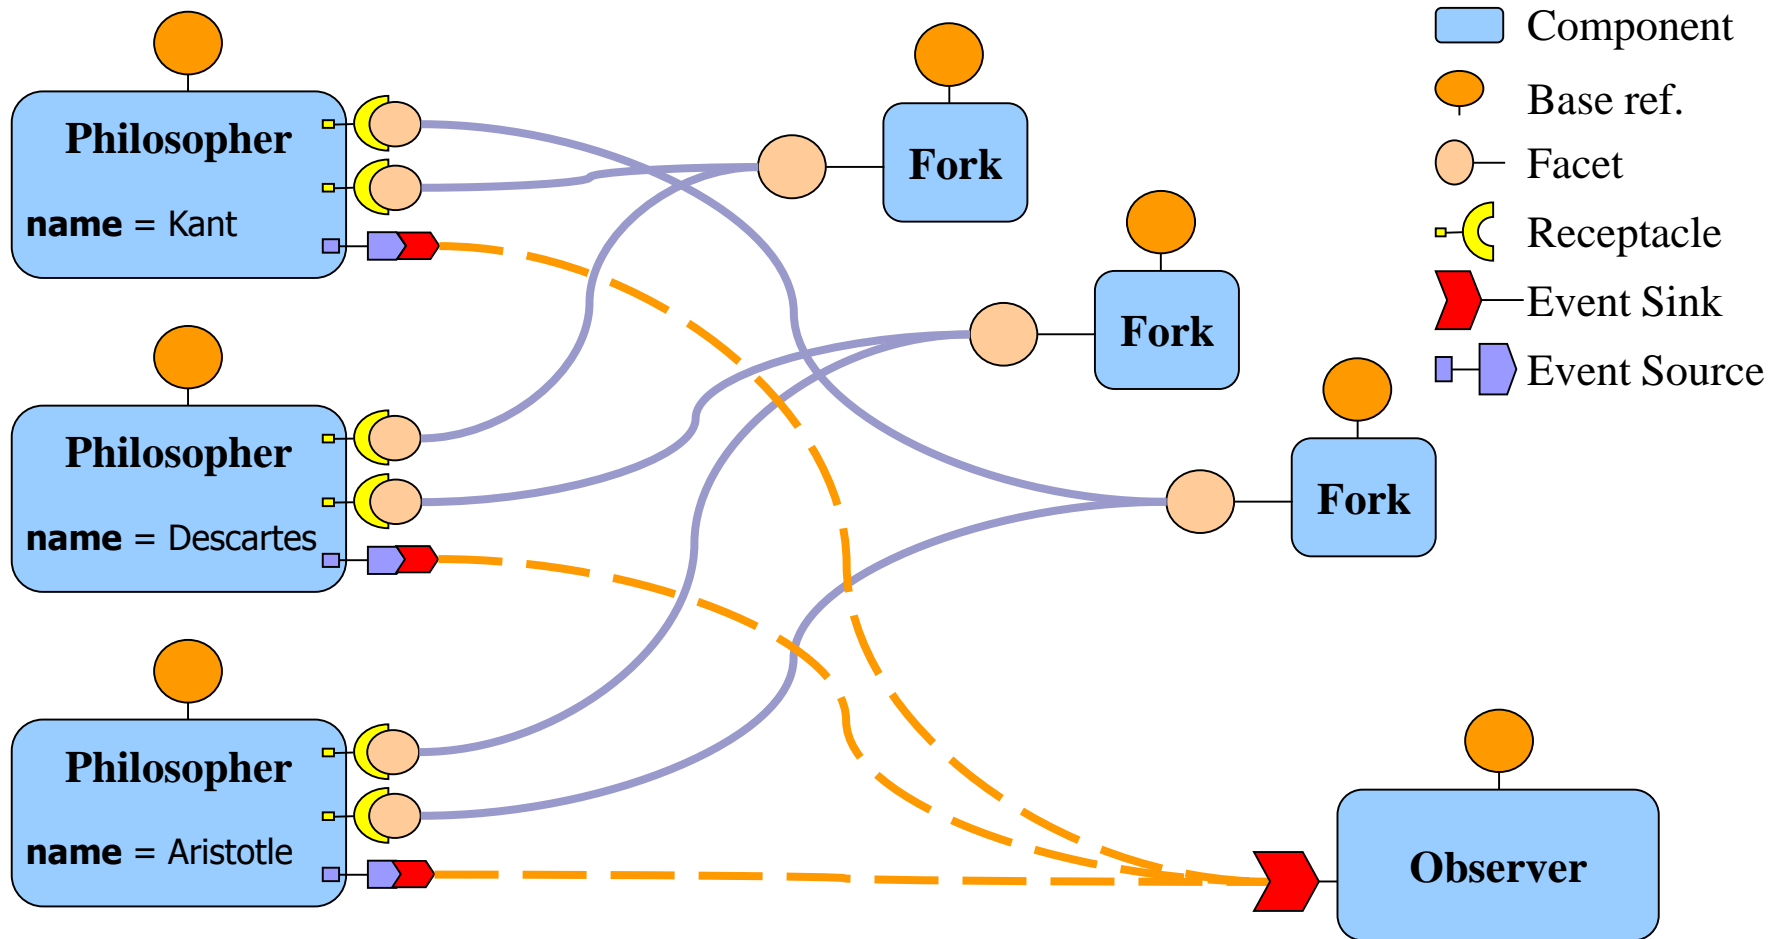 Philosopher
name = Kant
Philosopher
name = Descartes
Philosopher
name = Aristotle
Fork
Fork
Fork
Observer
Component
Base ref.
Facet
Receptacle
Event Sink
Event Source